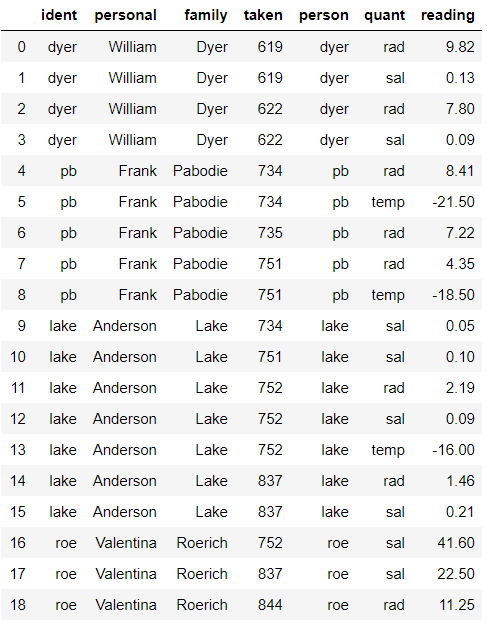 ident personal family taken person quant reading
0 dyer William Dyer 619 dyer rad 9.82
1 dyer William Dyer 619 dyer sal 0.13
2 dyer William Dyer 622 dyer rad 7.80
3 dyer William Dyer 622 dyer sal 0.09
4 pb Frank Pabodie 734 pb rad 8.41
5 pb Frank Pabodie 734 pb temp -21.50
6 pb Frank Pabodie 735 pb rad 7.22
7 pb Frank Pabodie 751 pb rad 4.35
8 pb Frank Pabodie 751 pb temp -18.50
9 lake Anderson Lake 734 lake sal 0.05
10 lake Anderson Lake 751 lake sal 0.10
11 lake Anderson Lake 752 lake rad 2.19
12 lake Anderson Lake 752 lake sal 0.09
13 lake Anderson Lake 752 lake temp -16.00
14 lake Anderson Lake 837 lake rad 1.46
15 lake Anderson Lake 837 lake sal 0.21
16 roe Valentina Roerich 752 roe sal 41.60
17 roe Valentina Roerich 837 roe sal 22.50
18 roe Valentina Roerich 844 roe rad 11.25